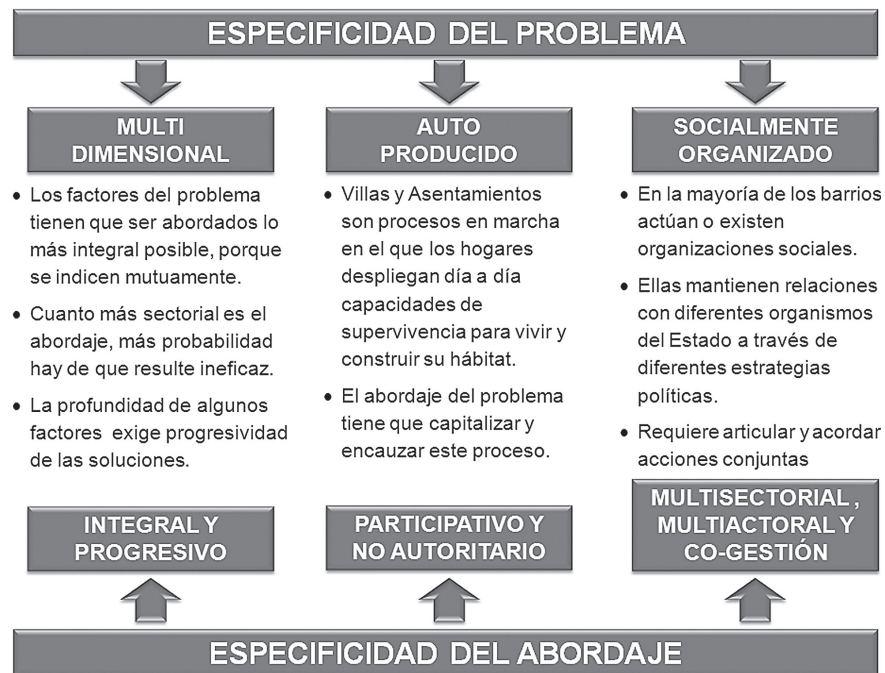 ESPECIFICIDAD DEL PROBLEMA
MULTI
DIMENSIONAL
• Los factores del problema
tienen que ser abordados lo
más integral posible, porque
se indicen mutuamente.
• Cuanto más sectorial es el
abordaje, más probabilidad
hay de que resulte ineficaz.
• La profundidad de algunos
factores exige progresividad
de las soluciones.
INTEGRAL Y
PROGRESIVO
AUTO
PRODUCIDO
• Villas y Asentamientos
son procesos en marcha
en el que los hogares
despliegan día a día
capacidades de
supervivencia para vivir y
construir su hábitat.
• El abordaje del problema
tiene que capitalizar y
encauzar este proceso.
PARTICIPATIVO Y
NO AUTORITARIO
SOCIALMENTE
ORGANIZADO
• En la mayoría de los barrios
actúan o existen
organizaciones sociales.
• Ellas mantienen relaciones
con diferentes organismos
del Estado a través de
diferentes estrategias
políticas.
• Requiere articular y acordar
acciones conjuntas
MULTISECTORIAL ,
MULTIACTORAL Y
CO-GESTIÓN
ESPECIFICIDAD DEL ABORDAJE